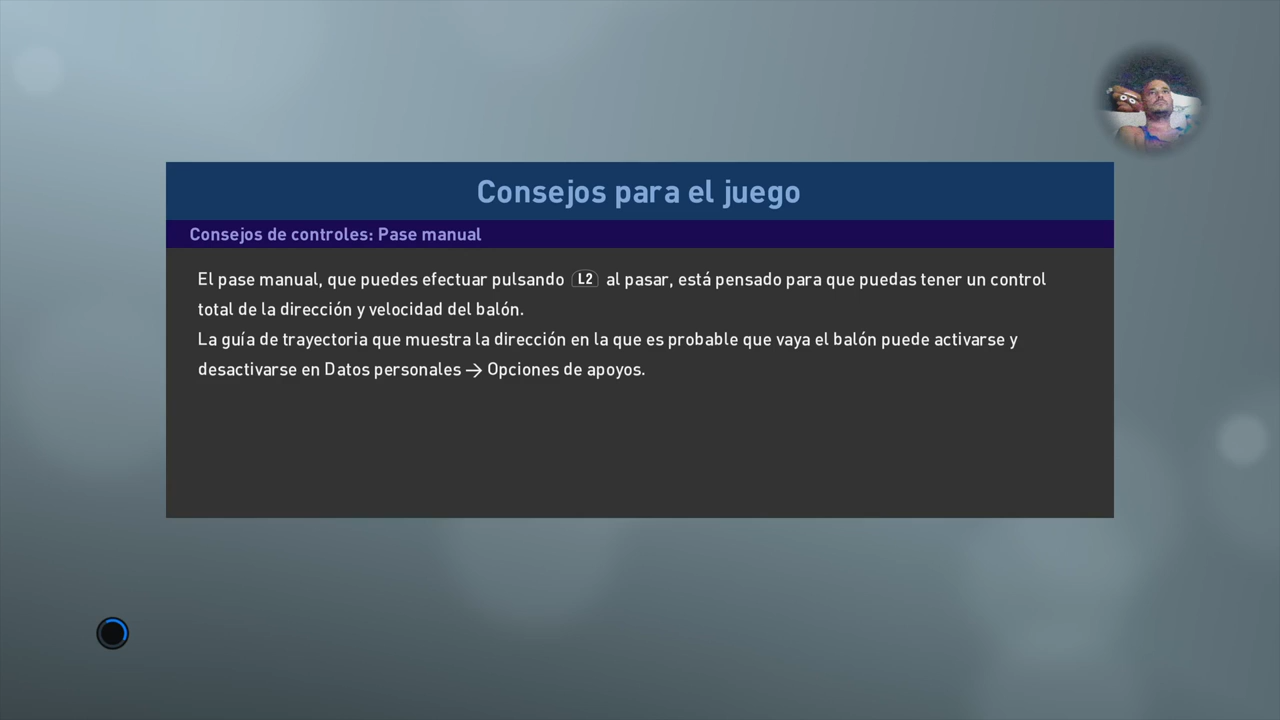 Consejos para el juego
Consejos de controles: Pase manual
El pase manual, que puedes efectuar pulsando L2 al pasar, está pensado para que puedas tener un control
total de la dirección y velocidad del balón.
La guía de trayectoria que muestra la dirección en la que es probable que vaya el balón puede activarse y
desactivarse en Datos personales → Opciones de apoyos.